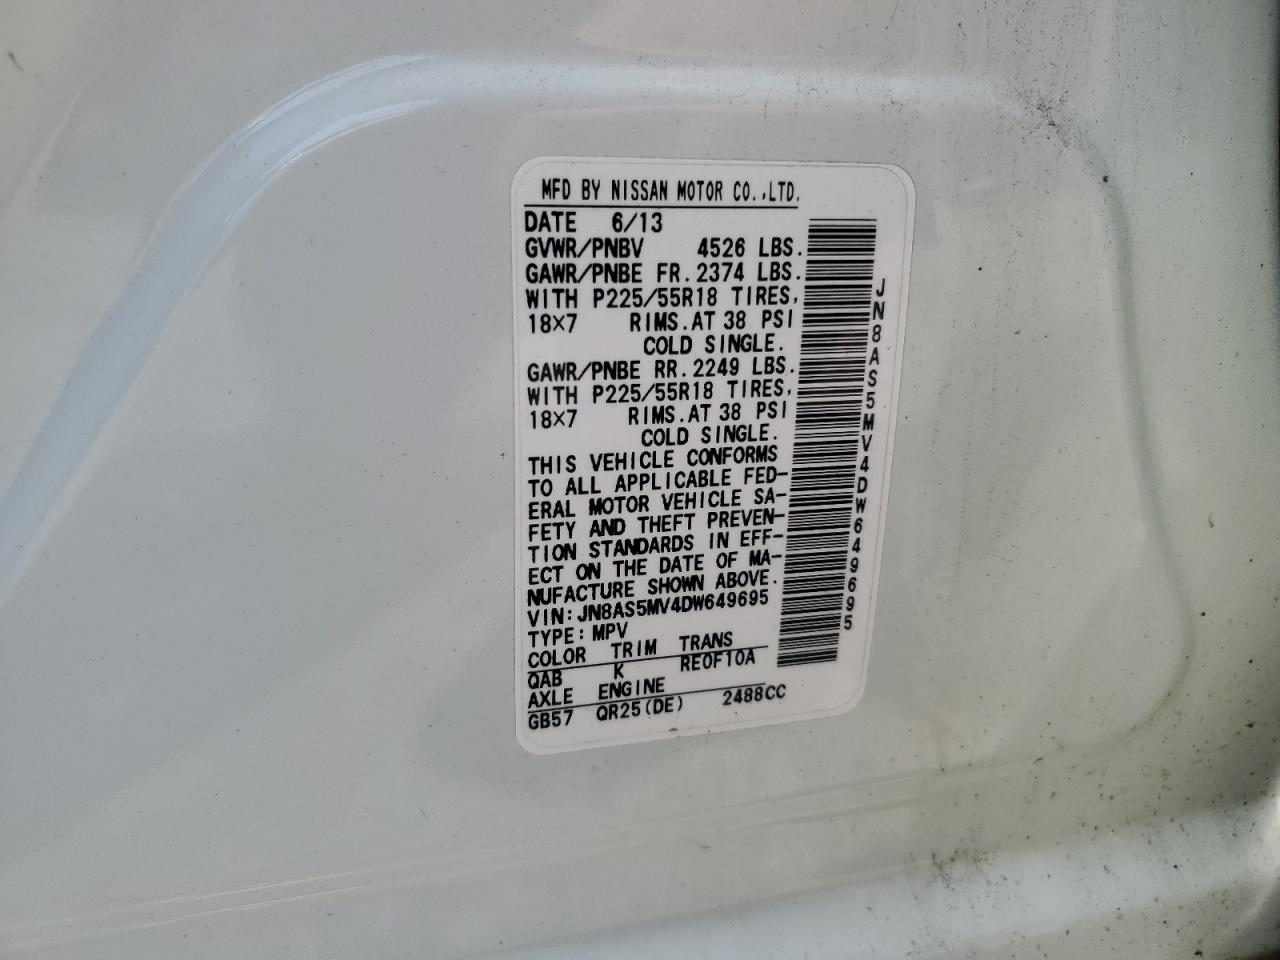 MFD BY NISSAN MOTOR CO.,LTD.
DATE 6/13
GVWR/PNBV 4526 LBS.
GAWR/PNBE FR.2374 LBS.
WITH P225/55R18 TIRES,
18×7 RIMS.AT 38 PSI
COLD SINGLE.
GAWR/PNBE RR.2249 LBS.
WITH P225/55R18 TIRES,
18×7 RIMS.AT 38 PSI
COLD SINGLE.
THIS VEHICLE CONFORMS
TO ALL APPLICABLE FED-
ERAL MOTOR VEHICLE SA-
FETY AND THEFT PREVEN-
TION STANDARDS IN EFF-
ECT ON THE DATE OF MA-
NUFACTURE SHOWN ABOVE.
VIN:JN8AS5MV4DW649695
TYPE:MPV
COLOR TRIM TRANS
QAB K RE0F10A
AXLE ENGINE
GB57 QR25(DE) 2488CC
JN8AS5MV4DW649695